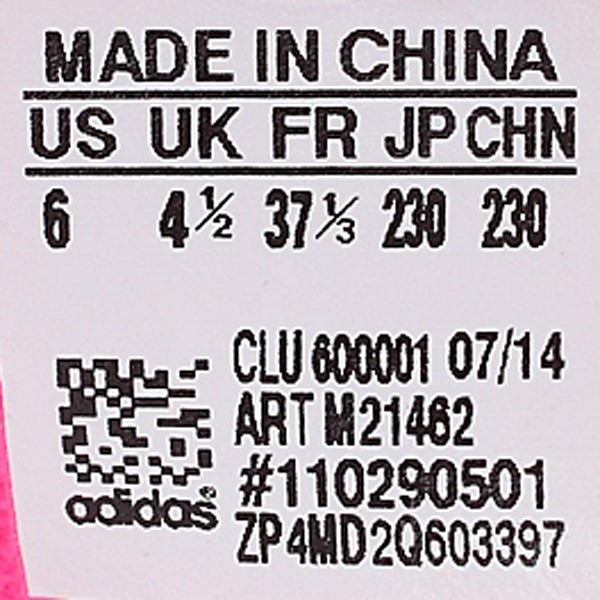 MADE IN CHINA
US UK FR JP CHN
6 4½ 37⅓ 230 230
CLU 600001 07/14
ART M21462
#110290501
adidas®
ZP4MD2Q603397